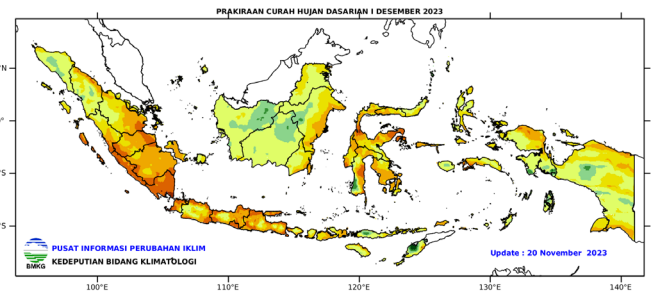 PRAKIRAAN CURAH HUJAN DASARIAN I DESEMBER 2023
°N
°
°S
°S
PUSAT INFORMASI PERUBAHAN IKLIM
KEDEPUTIAN BIDANG KLIMATOLOGI
BMKG
Update : 20 November 2023
100°E
110°E
120°E
130°E
140°E